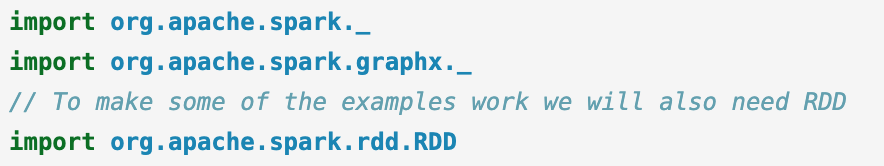 import org.apache.spark._
import org.apache.spark.graphx._
// To make some of the examples work we will also need RDD
import org.apache.spark.rdd.RDD